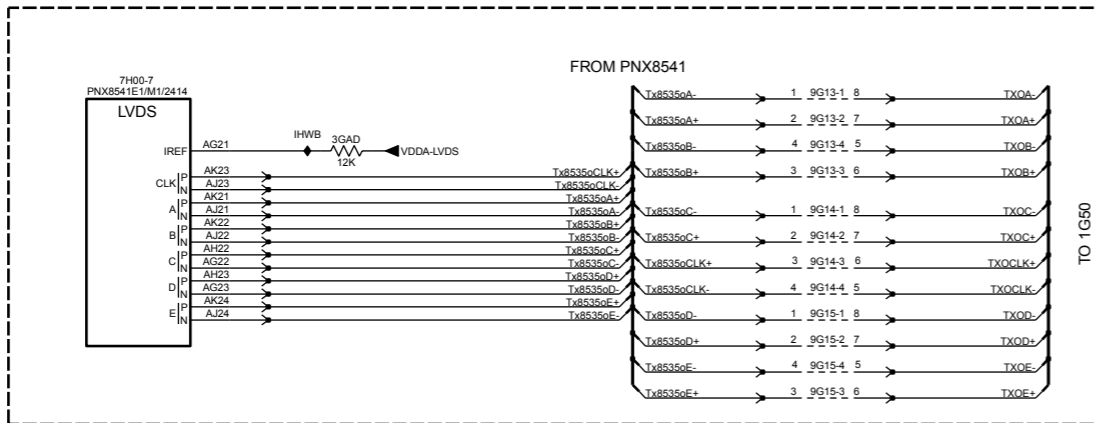 FROM PNX8541
7H00-7
PNX8541E1/M1/2414
LVDS
IREF AG21 IHWB 3GAD 12K VDDA-LVDS
CLK P AK23 Tx8535oCLK+
N AJ23 Tx8535oCLK-
A P AK21 Tx8535oA+
N AJ21 Tx8535oA-
B P AK22 Tx8535oB+
N AJ22 Tx8535oB-
C P AH22 Tx8535oC+
N AG22 Tx8535oC-
D P AH23 Tx8535oD+
N AG23 Tx8535oD-
E P AK24 Tx8535oE+
N AJ24 Tx8535oE-
Tx8535oA- 1 9G13-1 8 TXOA-
Tx8535oA+ 2 9G13-2 7 TXOA+
Tx8535oB- 4 9G13-4 5 TXOB-
Tx8535oB+ 3 9G13-3 6 TXOB+
Tx8535oC- 1 9G14-1 8 TXOC-
Tx8535oC+ 2 9G14-2 7 TXOC+
Tx8535oCLK+ 3 9G14-3 6 TXOCLK+
Tx8535oCLK- 4 9G14-4 5 TXOCLK-
Tx8535oD- 1 9G15-1 8 TXOD-
Tx8535oD+ 2 9G15-2 7 TXOD+
Tx8535oE- 4 9G15-4 5 TXOE-
Tx8535oE+ 3 9G15-3 6 TXOE+
TO 1G50